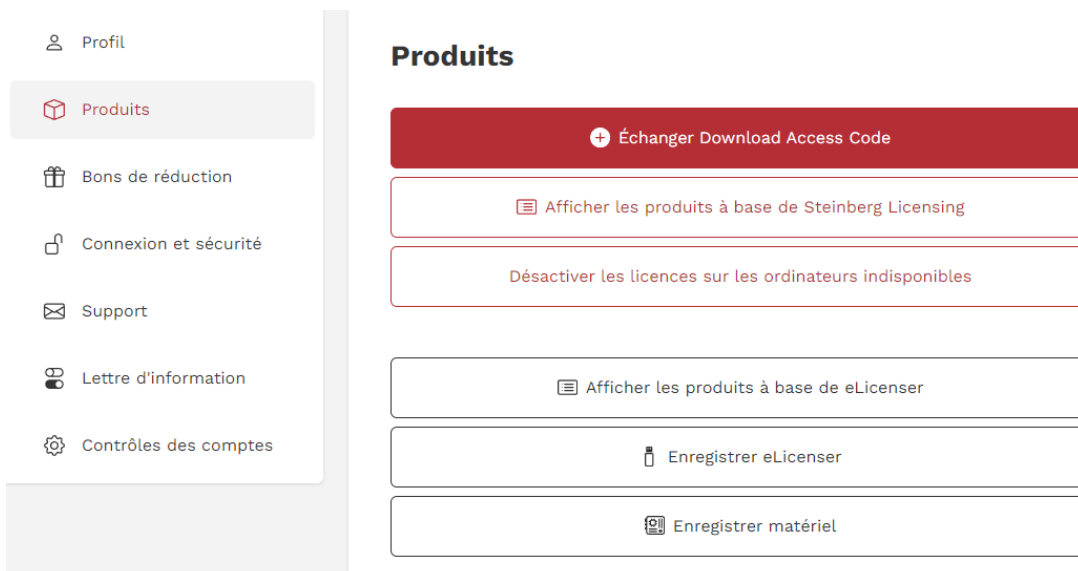 Profil
Produits
Bons de réduction
Connexion et sécurité
Support
Lettre d'information
Contrôles des comptes
Produits
Échanger Download Access Code
Afficher les produits à base de Steinberg Licensing
Désactiver les licences sur les ordinateurs indisponibles
Afficher les produits à base de eLicenser
Enregistrer eLicenser
Enregistrer matériel